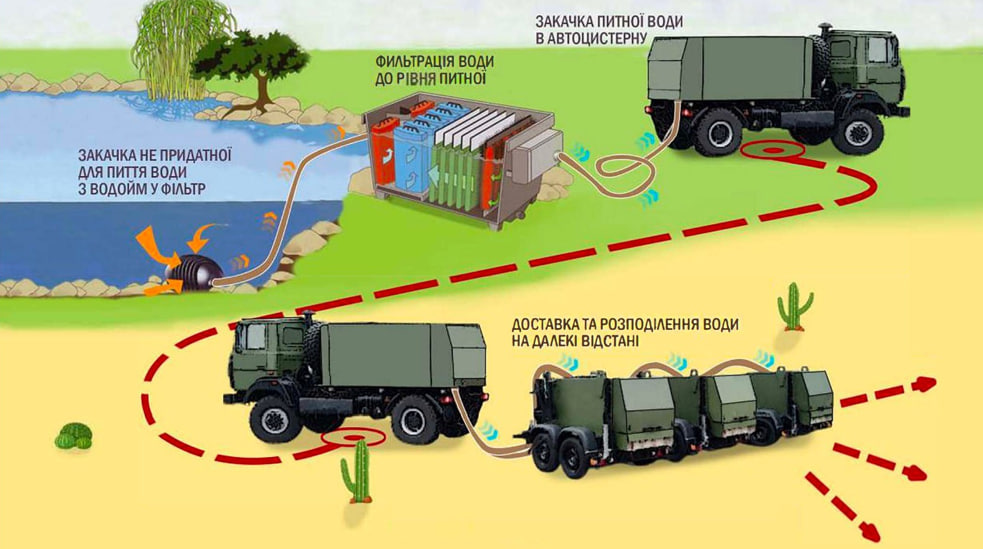 ЗАКАЧКА ПИТНОЇ ВОДИ
В АВТОЦИСТЕРНУ
ФИЛЬТРАЦІЯ ВОДИ
ДО РІВНЯ ПИТНОЇ
ЗАКАЧКА НЕ ПРИДАТНОЇ
ДЛЯ ПИТТЯ ВОДИ
З ВОДОЙМ У ФІЛЬТР
ДОСТАВКА ТА РОЗПОДІЛЕННЯ ВОДИ
НА ДАЛЕКІ ВІДСТАНІ